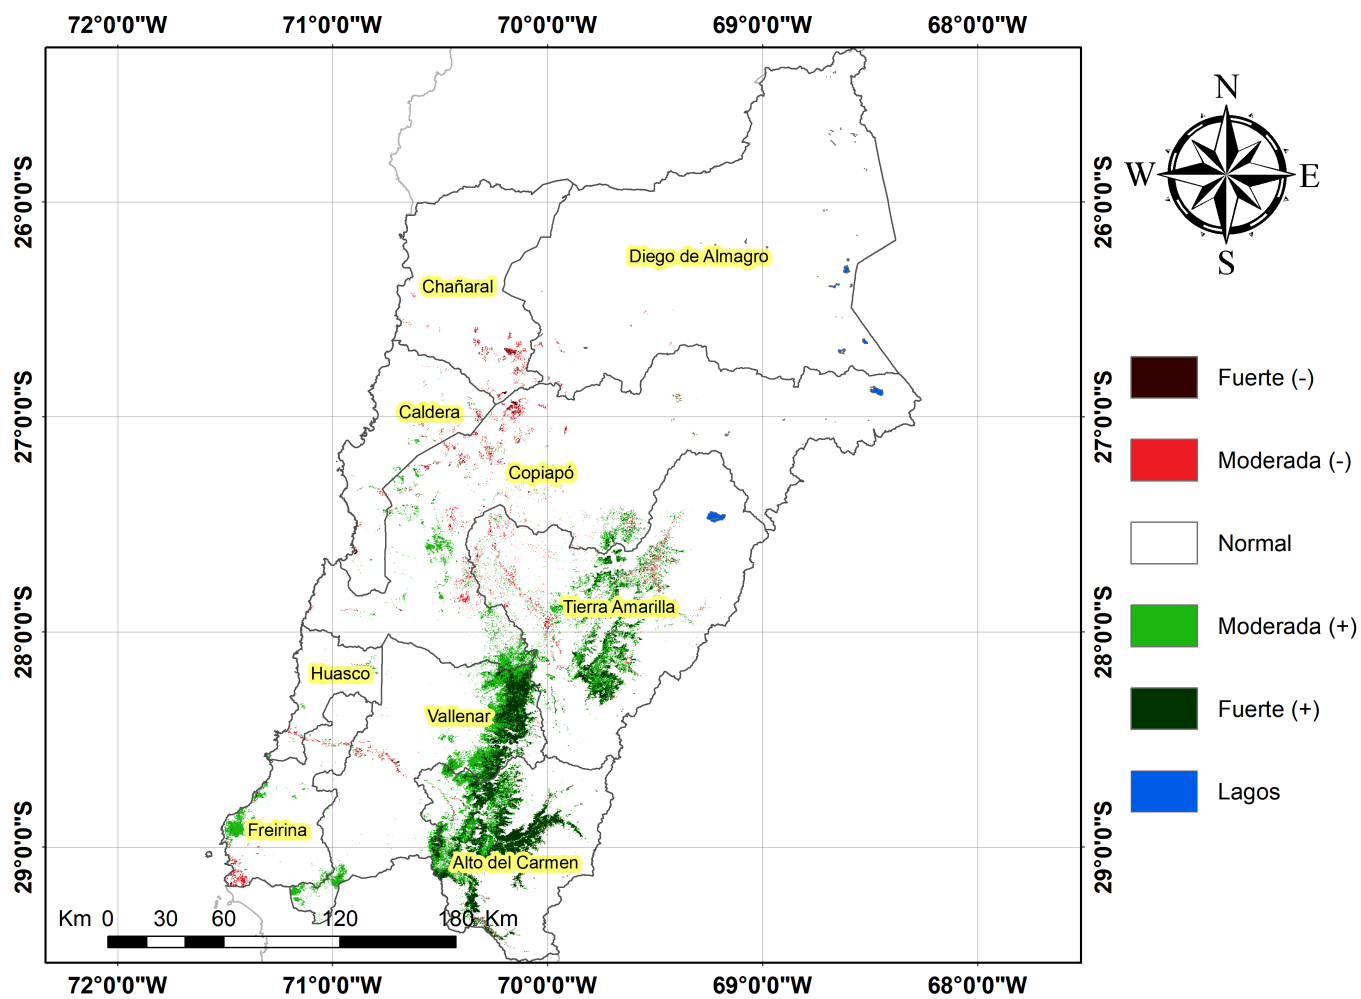 72°0'0"W 71°0'0"W 70°0'0"W 69°0'0"W 68°0'0"W
N
W E
S
26°0'0"S 26°0'0"S
Diego de Almagro
Chañaral
Fuerte (-)
27°0'0"S 27°0'0"S
Caldera
Moderada (-)
Copiapó
Normal
28°0'0"S 28°0'0"S
Tierra Amarilla
Moderada (+)
Huasco
Vallenar
Fuerte (+)
Lagos
29°0'0"S 29°0'0"S
Freirina
Alto del Carmen
Km 0 30 60 120 180 Km
72°0'0"W 71°0'0"W 70°0'0"W 69°0'0"W 68°0'0"W